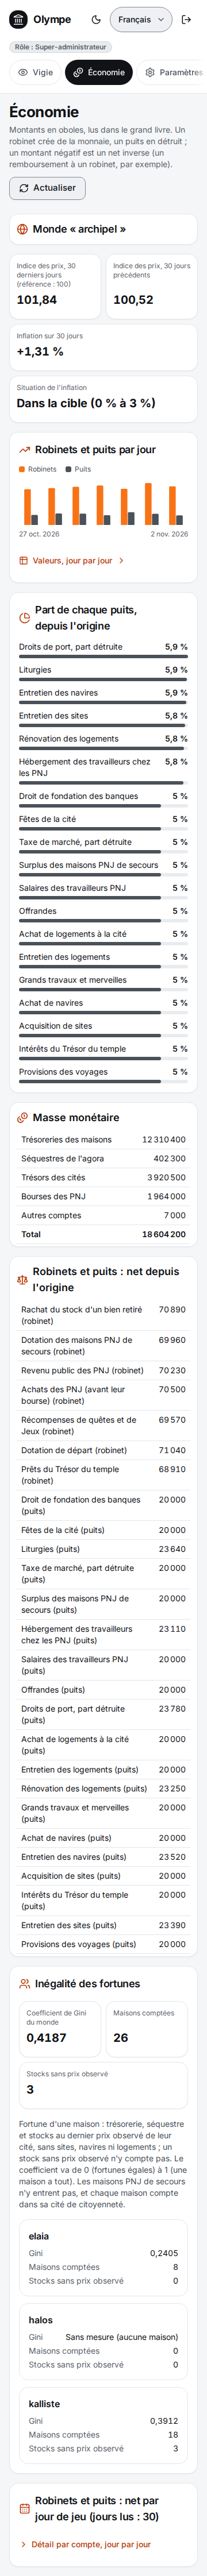 Olympe
Français
Rôle : Super-administrateur
Vigie
Économie
Paramètres
Économie
Montants en oboles, lus dans le grand livre. Un
robinet crée de la monnaie, un puits en détruit ;
un montant négatif est un net inverse (un
remboursement à un robinet, par exemple).
Actualiser
Monde « archipel »
Indice des prix, 30
derniers jours
(référence : 100)
101,84
Indice des prix, 30 jours
précédents
100,52
Inflation sur 30 jours
+1,31 %
Situation de l'inflation
Dans la cible (0 % à 3 %)
Robinets et puits par jour
Robinets
Puits
27 oct. 2026
2 nov. 2026
Valeurs, jour par jour
Part de chaque puits,
depuis l'origine
Droits de port, part détruite 5,9 %
Liturgies 5,9 %
Entretien des navires 5,9 %
Entretien des sites 5,8 %
Rénovation des logements 5,8 %
Hébergement des travailleurs chez 5,8 %
les PNJ
Droit de fondation des banques 5 %
Fêtes de la cité 5 %
Taxe de marché, part détruite 5 %
Surplus des maisons PNJ de secours 5 %
Salaires des travailleurs PNJ 5 %
Offrandes 5 %
Achat de logements à la cité 5 %
Entretien des logements 5 %
Grands travaux et merveilles 5 %
Achat de navires 5 %
Acquisition de sites 5 %
Intérêts du Trésor du temple 5 %
Provisions des voyages 5 %
Masse monétaire
Trésoreries des maisons 12 310 400
Séquestres de l'agora 402 300
Trésors des cités 3 920 500
Bourses des PNJ 1 964 000
Autres comptes 7 000
Total 18 604 200
Robinets et puits : net depuis
l'origine
Rachat du stock d'un bien retiré 70 890
(robinet)
Dotation des maisons PNJ de 69 960
secours (robinet)
Revenu public des PNJ (robinet) 70 230
Achats des PNJ (avant leur 70 500
bourse) (robinet)
Récompenses de quêtes et de 69 570
Jeux (robinet)
Dotation de départ (robinet) 71 040
Prêts du Trésor du temple 68 910
(robinet)
Droit de fondation des banques 20 000
(puits)
Fêtes de la cité (puits) 20 000
Liturgies (puits) 23 640
Taxe de marché, part détruite 20 000
(puits)
Surplus des maisons PNJ de 20 000
secours (puits)
Hébergement des travailleurs 23 110
chez les PNJ (puits)
Salaires des travailleurs PNJ 20 000
(puits)
Offrandes (puits) 20 000
Droits de port, part détruite 23 780
(puits)
Achat de logements à la cité 20 000
(puits)
Entretien des logements (puits) 20 000
Rénovation des logements (puits) 23 250
Grands travaux et merveilles 20 000
(puits)
Achat de navires (puits) 20 000
Entretien des navires (puits) 23 520
Acquisition de sites (puits) 20 000
Intérêts du Trésor du temple 20 000
(puits)
Entretien des sites (puits) 23 390
Provisions des voyages (puits) 20 000
Inégalité des fortunes
Coefficient de Gini
du monde
0,4187
Maisons comptées
26
Stocks sans prix observé
3
Fortune d'une maison : trésorerie, séquestre
et stocks au dernier prix observé de leur
cité, sans sites, navires ni logements ; un
stock sans prix observé n'y compte pas. Le
coefficient va de 0 (fortunes égales) à 1 (une
maison a tout). Les maisons PNJ de secours
n'y entrent pas, et chaque maison compte
dans sa cité de citoyenneté.
elaia
Gini 0,2405
Maisons comptées 8
Stocks sans prix observé 0
halos
Gini Sans mesure (aucune maison)
Maisons comptées 0
Stocks sans prix observé 0
kalliste
Gini 0,3912
Maisons comptées 18
Stocks sans prix observé 3
Robinets et puits : net par
jour de jeu (jours lus : 30)
Détail par compte, jour par jour